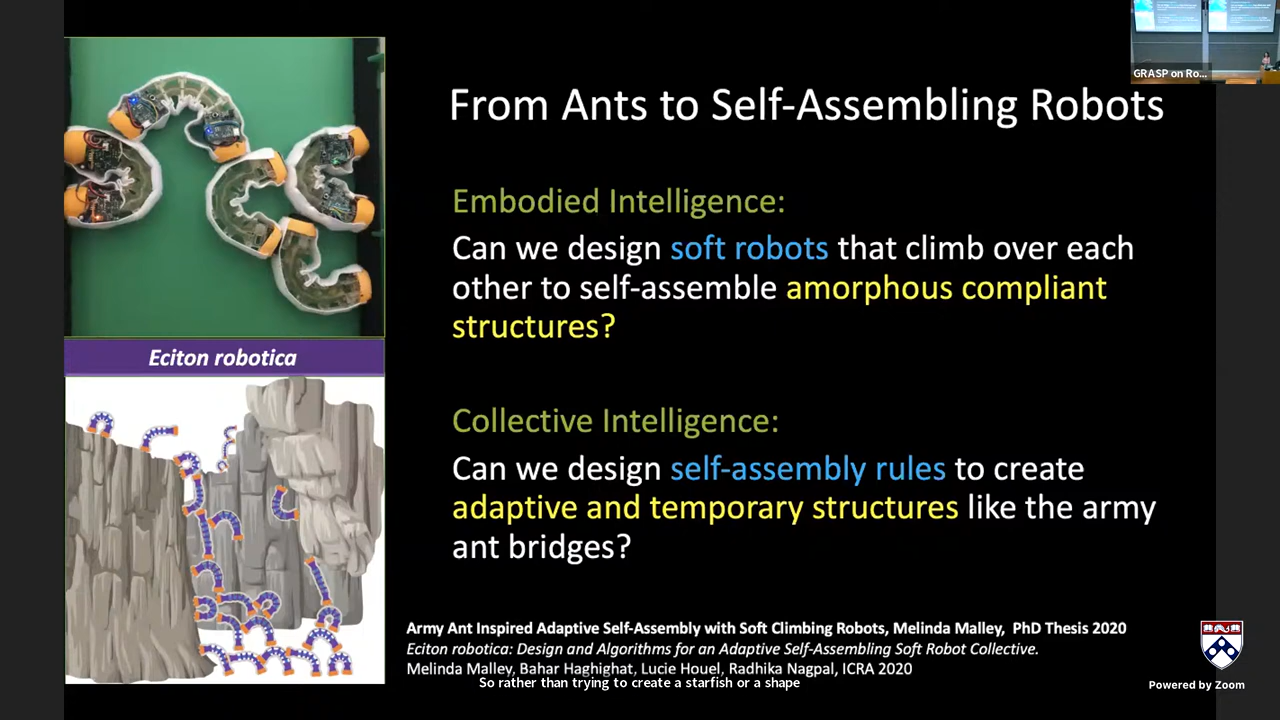 GRASP on Ro...
From Ants to Self-Assembling Robots
Embodied Intelligence:
Can we design soft robots that climb over each
other to self-assemble amorphous compliant
structures?
Eciton robotica
Collective Intelligence:
Can we design self-assembly rules to create
adaptive and temporary structures like the army
ant bridges?
Army Ant Inspired Adaptive Self-Assembly with Soft Climbing Robots, Melinda Malley, PhD Thesis 2020
Eciton robotica: Design and Algorithms for an Adaptive Self-Assembling Soft Robot Collective.
Melinda Malley, Bahar Haghighat, Lucie Houel, Radhika Nagpal, ICRA 2020
So rather than trying to create a starfish or a shape
Powered by Zoom